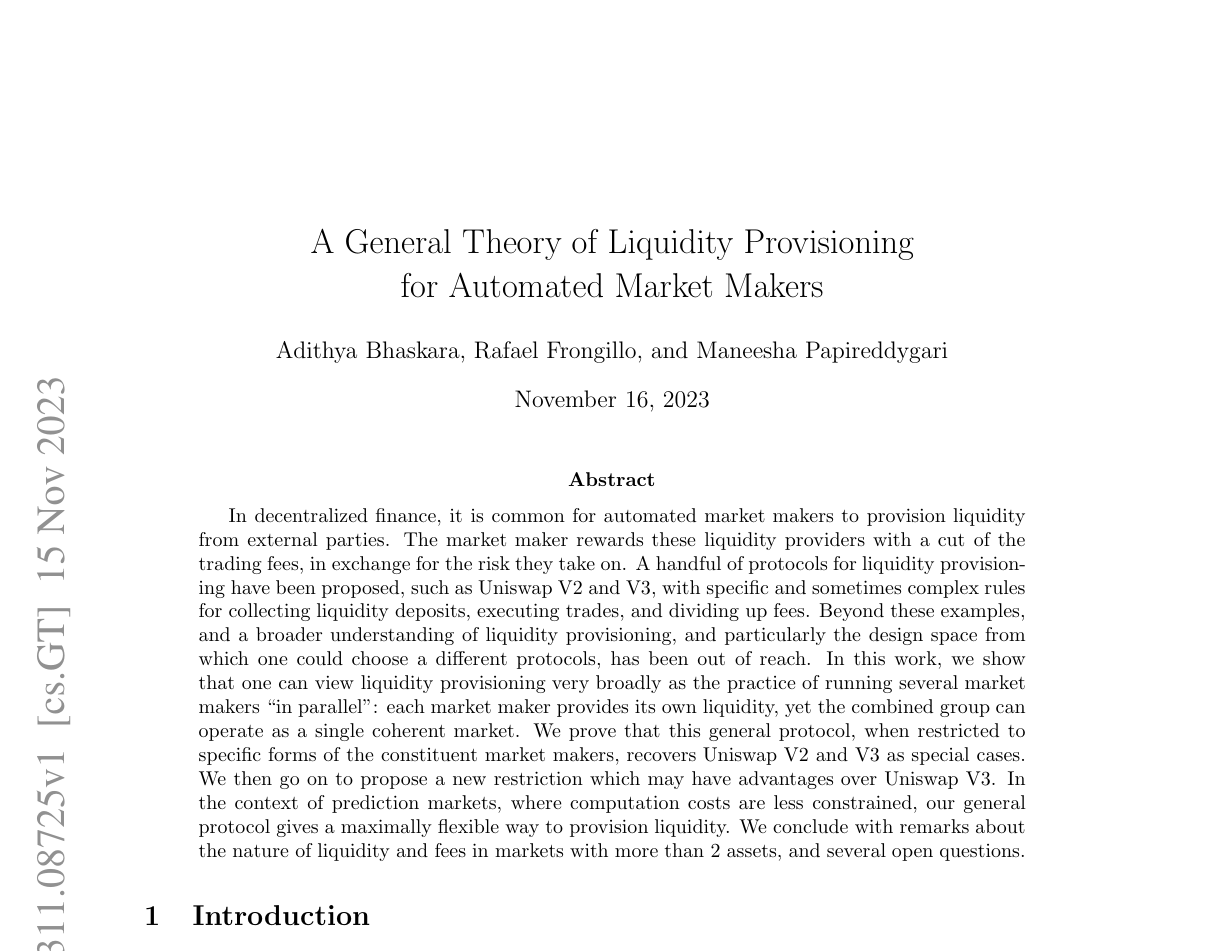 A General Theory of Liquidity Provisioning
for Automated Market Makers
Adithya Bhaskara, Rafael Frongillo, and Maneesha Papireddygari
November 16, 2023
Abstract
In decentralized finance, it is common for automated market makers to provision liquidity
from external parties. The market maker rewards these liquidity providers with a cut of the
trading fees, in exchange for the risk they take on. A handful of protocols for liquidity provision-
ing have been proposed, such as Uniswap V2 and V3, with specific and sometimes complex rules
for collecting liquidity deposits, executing trades, and dividing up fees. Beyond these examples,
and a broader understanding of liquidity provisioning, and particularly the design space from
which one could choose a different protocols, has been out of reach. In this work, we show
that one can view liquidity provisioning very broadly as the practice of running several market
makers “in parallel”: each market maker provides its own liquidity, yet the combined group can
operate as a single coherent market. We prove that this general protocol, when restricted to
specific forms of the constituent market makers, recovers Uniswap V2 and V3 as special cases.
We then go on to propose a new restriction which may have advantages over Uniswap V3. In
the context of prediction markets, where computation costs are less constrained, our general
protocol gives a maximally flexible way to provision liquidity. We conclude with remarks about
the nature of liquidity and fees in markets with more than 2 assets, and several open questions.
1 Introduction
311.08725v1 [cs.GT] 15 Nov 2023